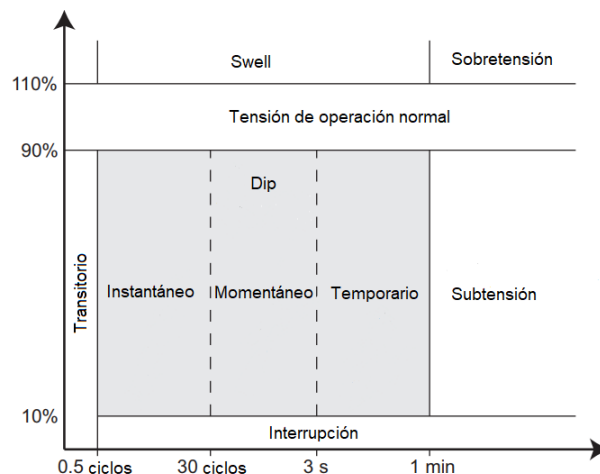 Swell
Sobretensión
110%
Tensión de operación normal
90%
Dip
Transitorio
Instantáneo
Momentáneo
Temporario
Subtensión
10%
Interrupción
0.5 ciclos
30 ciclos
3 s
1 min